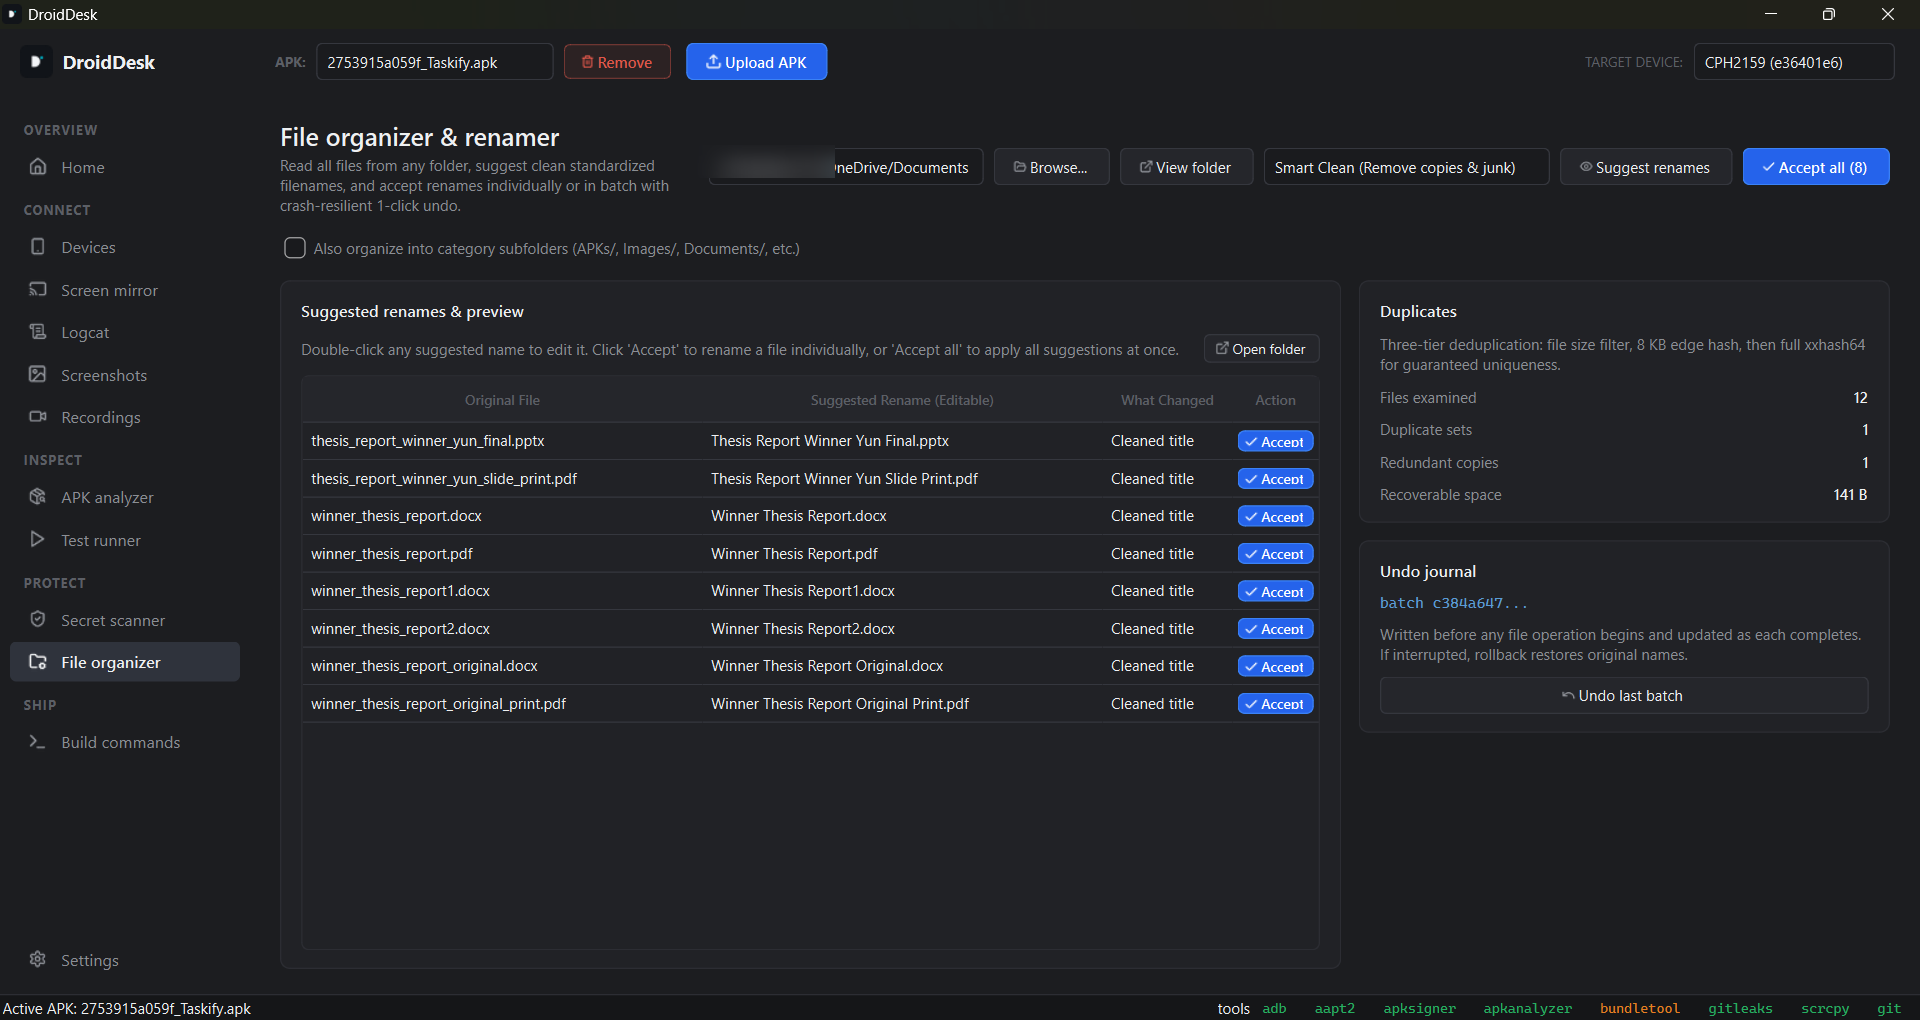 DroidDesk
DroidDesk
APK:
2753915a059f_Taskify.apk
Remove
Upload APK
TARGET DEVICE:
CPH2159 (e36401e6)
OVERVIEW
Home
CONNECT
Devices
Screen mirror
Logcat
Screenshots
Recordings
INSPECT
APK analyzer
Test runner
PROTECT
Secret scanner
File organizer
SHIP
Build commands
Settings
File organizer & renamer
Read all files from any folder, suggest clean standardized
filenames, and accept renames individually or in batch with
crash-resilient 1-click undo.
neDrive/Documents
Browse...
View folder
Smart Clean (Remove copies & junk)
Suggest renames
Accept all (8)
Also organize into category subfolders (APKs/, Images/, Documents/, etc.)
Suggested renames & preview
Double-click any suggested name to edit it. Click 'Accept' to rename a file individually, or 'Accept all' to apply all suggestions at once.
Open folder
Original File Suggested Rename (Editable) What Changed Action
thesis_report_winner_yun_final.pptx Thesis Report Winner Yun Final.pptx Cleaned title Accept
thesis_report_winner_yun_slide_print.pdf Thesis Report Winner Yun Slide Print.pdf Cleaned title Accept
winner_thesis_report.docx Winner Thesis Report.docx Cleaned title Accept
winner_thesis_report.pdf Winner Thesis Report.pdf Cleaned title Accept
winner_thesis_report1.docx Winner Thesis Report1.docx Cleaned title Accept
winner_thesis_report2.docx Winner Thesis Report2.docx Cleaned title Accept
winner_thesis_report_original.docx Winner Thesis Report Original.docx Cleaned title Accept
winner_thesis_report_original_print.pdf Winner Thesis Report Original Print.pdf Cleaned title Accept
Duplicates
Three-tier deduplication: file size filter, 8 KB edge hash, then full xxhash64
for guaranteed uniqueness.
Files examined 12
Duplicate sets 1
Redundant copies 1
Recoverable space 141 B
Undo journal
batch c384a647...
Written before any file operation begins and updated as each completes.
If interrupted, rollback restores original names.
Undo last batch
Active APK: 2753915a059f_Taskify.apk
tools adb aapt2 apksigner apkanalyzer bundletool gitleaks scrcpy git